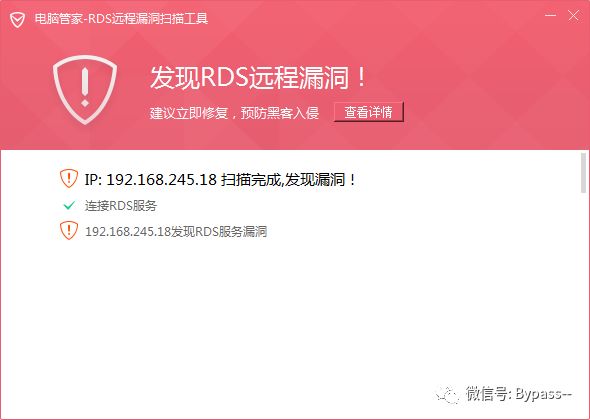 电脑管家-RDS远程漏洞扫描工具
发现RDS远程漏洞！
建议立即修复，预防黑客入侵 查看详情
IP: 192.168.245.18 扫描完成,发现漏洞！
连接RDS服务
192.168.245.18发现RDS服务漏洞
微信号: Bypass--